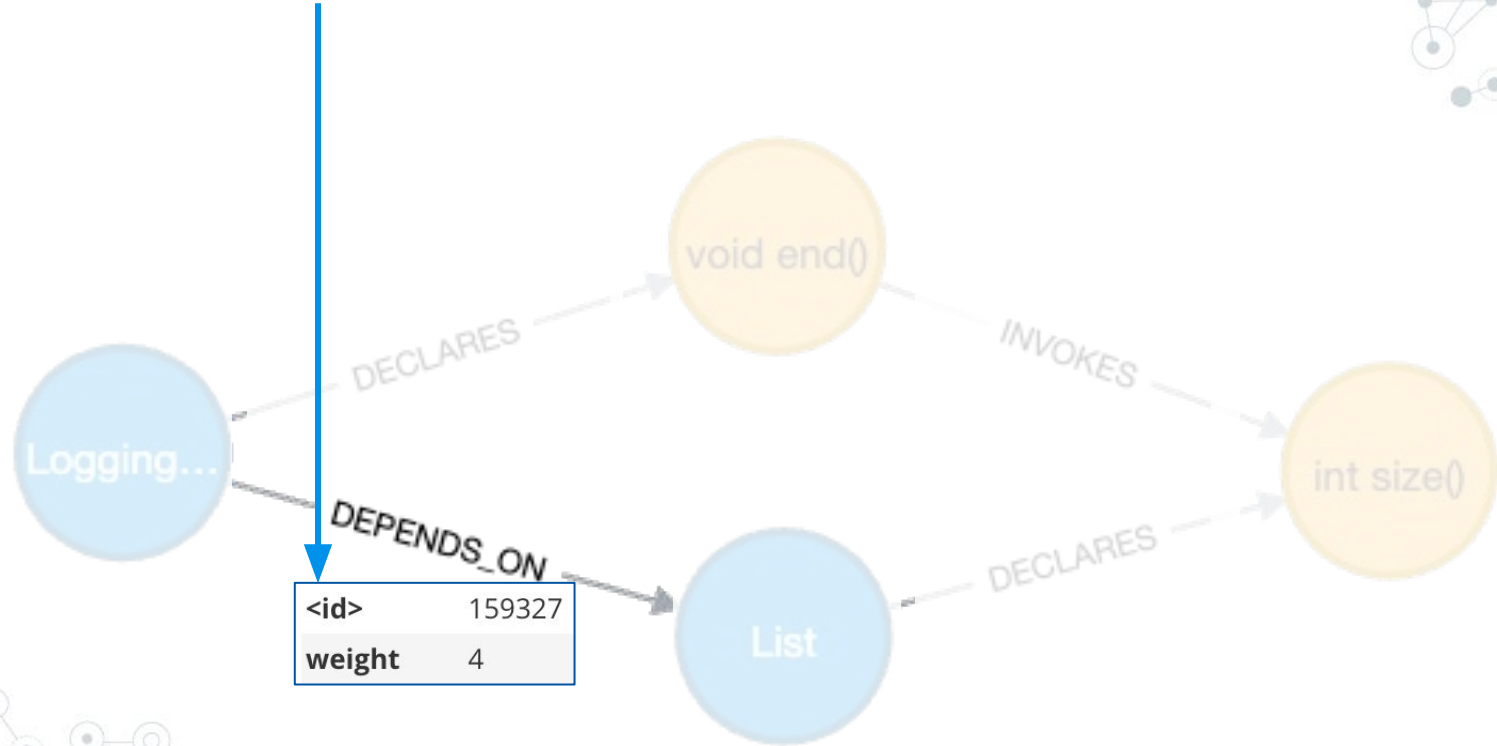 void end()
DECLARES
INVOKES
Logging...
int size()
DEPENDS_ON
DECLARES
<id> 159327
List
weight 4